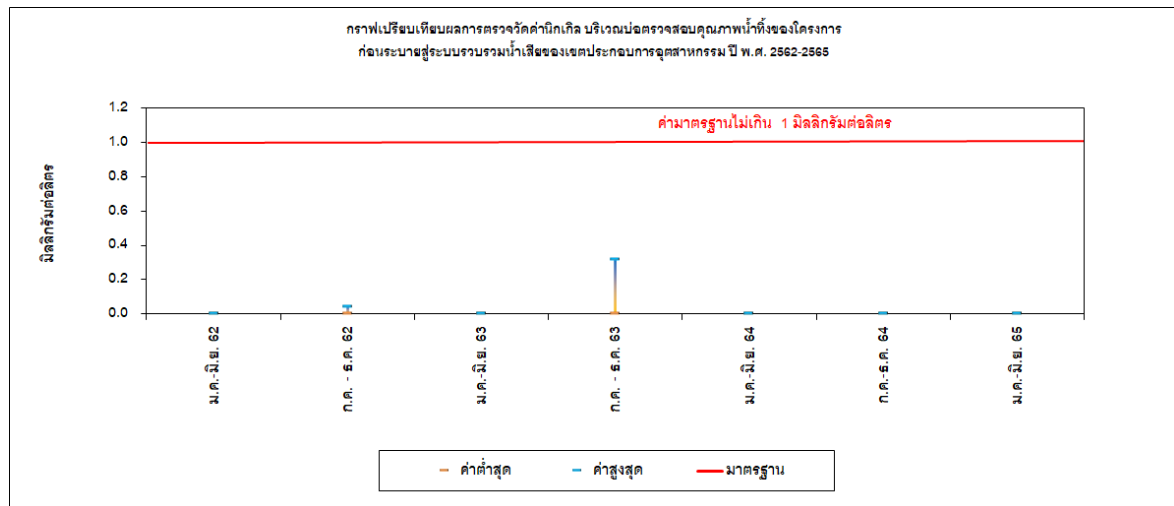 กราฟเปรียบเทียบผลการตรวจวัดค่านิกเกิล บริเวณบ่อตรวจสอบคุณภาพน้ำทิ้งของโครงการ
ก่อนระบายสู่ระบบรวบรวมน้ำเสียของเขตประกอบการอุตสาหกรรม ปี พ.ศ. 2562-2565
ค่ามาตรฐานไม่เกิน 1 มิลลิกรัมต่อลิตร
มิลลิกรัมต่อลิตร
1.2
1.0
0.8
0.6
0.4
0.2
0.0
ม.ค.-มิ.ย. 62
ก.ค. - ธ.ค. 62
ม.ค.-มิ.ย. 63
ก.ค. - ธ.ค. 63
ม.ค.-มิ.ย. 64
ก.ค.-ธ.ค. 64
ม.ค.-มิ.ย. 65
ค่าต่ำสุด ค่าสูงสุด มาตรฐาน